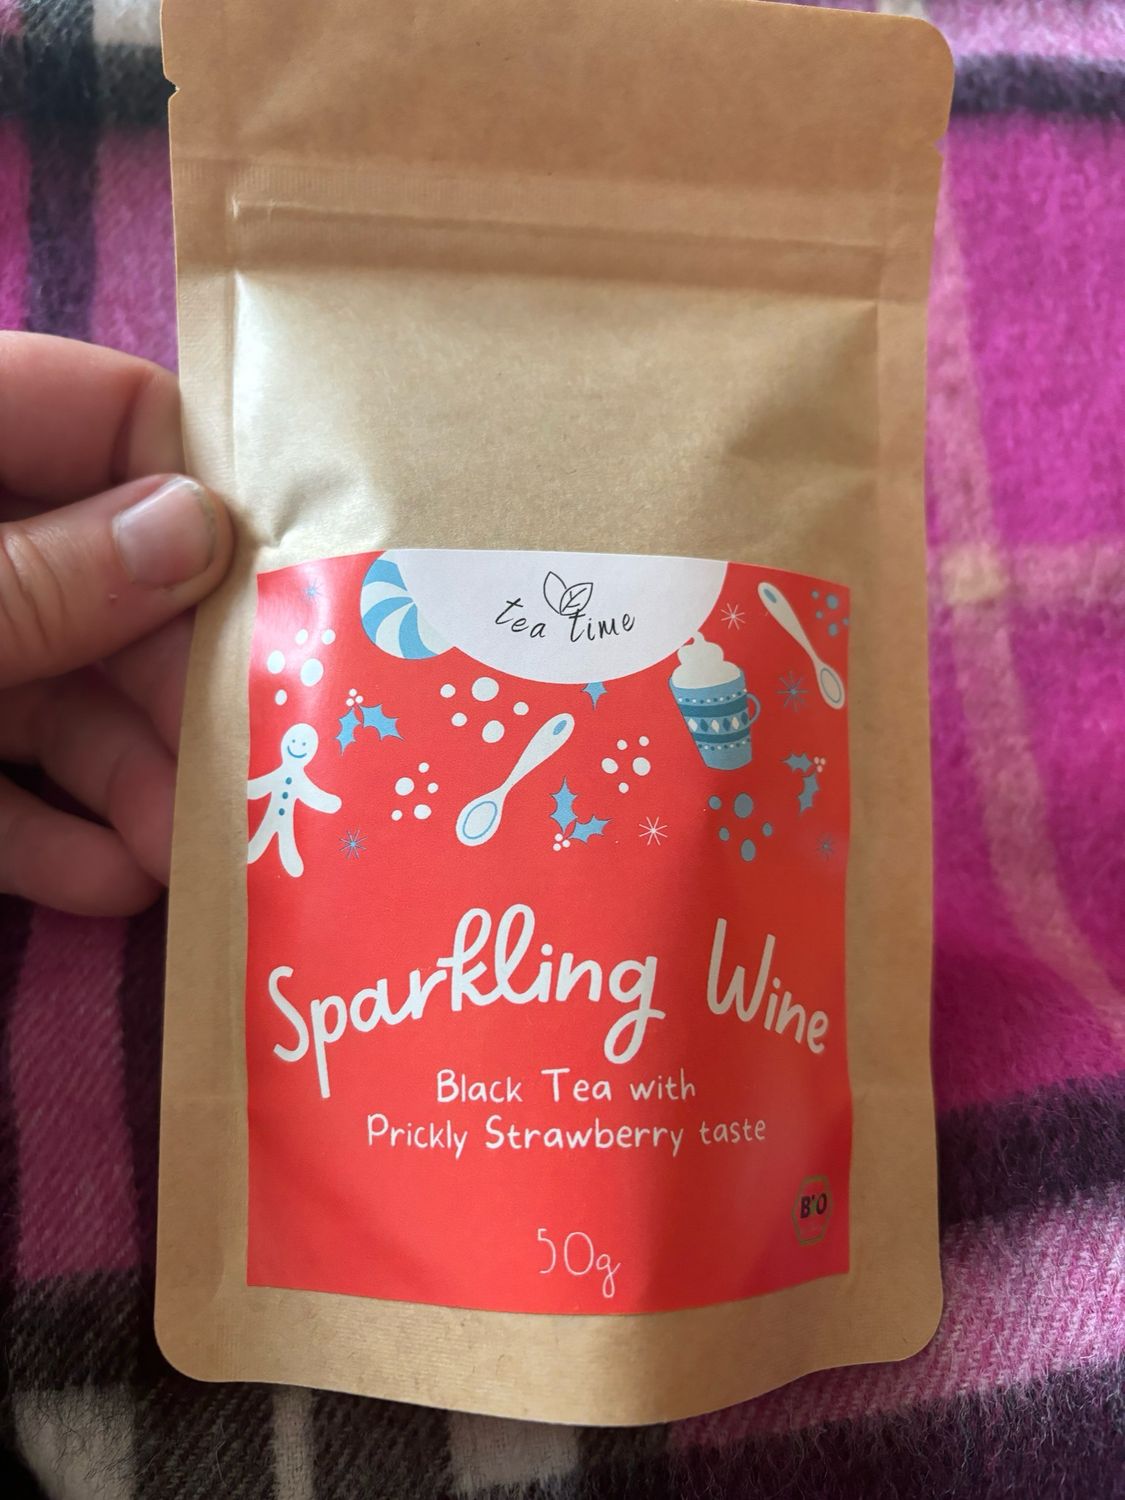 tea time
Sparkling Wine
Black Tea with
Prickly Strawberry taste
BIO
50g